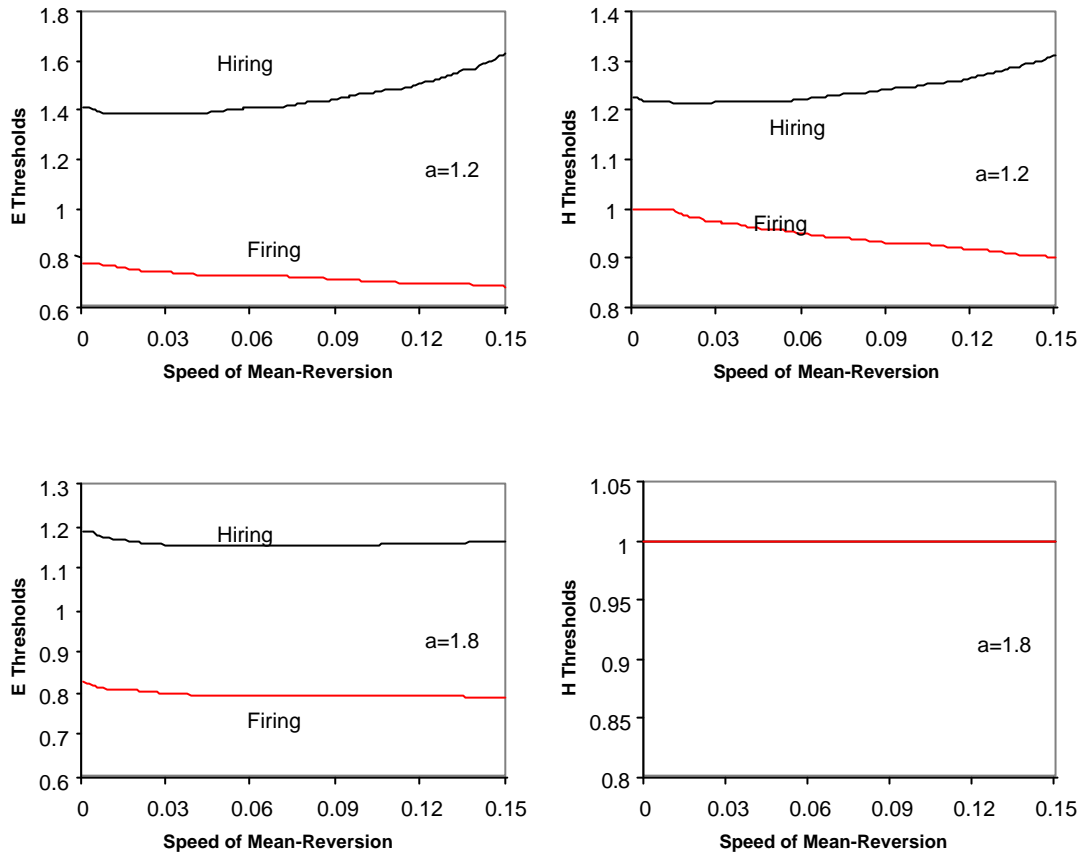 1.8
1.6
1.4
1.2
1
0.8
0.6
E Thresholds
Hiring
a=1.2
Firing
0 0.03 0.06 0.09 0.12 0.15
Speed of Mean-Reversion
1.4
1.3
1.2
1.1
1
0.9
0.8
H Thresholds
Hiring
a=1.2
Firing
0 0.03 0.06 0.09 0.12 0.15
Speed of Mean-Reversion
1.3
1.2
1.1
1
0.9
0.8
0.7
0.6
E Thresholds
Hiring
a=1.8
Firing
0 0.03 0.06 0.09 0.12 0.15
Speed of Mean-Reversion
1.05
1
0.95
0.9
0.85
0.8
H Thresholds
a=1.8
0 0.03 0.06 0.09 0.12 0.15
Speed of Mean-Reversion